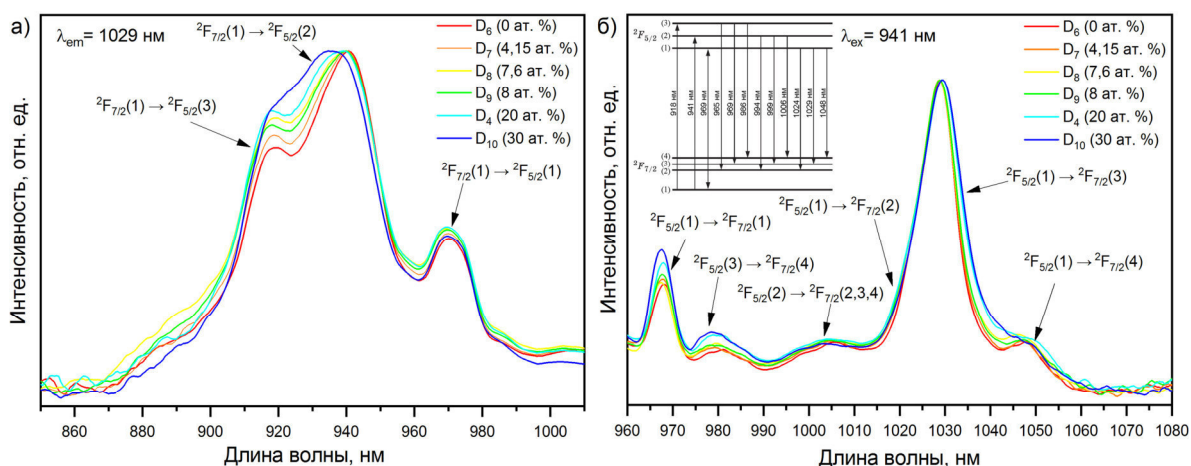 а)
λem= 1029 нм
²F7/2(1) → ²F5/2(2)
²F7/2(1) → ²F5/2(3)
²F7/2(1) → ²F5/2(1)
D6 (0 ат. %)
D7 (4,15 ат. %)
D8 (7,6 ат. %)
D9 (8 ат. %)
D4 (20 ат. %)
D10 (30 ат. %)
Интенсивность, отн. ед.
860 880 900 920 940 960 980 1000
Длина волны, нм
б)
(3)
²F5/2 (2)
(1)
918 нм
941 нм
969 нм
965 нм
969 нм
986 нм
994 нм
999 нм
1006 нм
1024 нм
1029 нм
1048 нм
(4)
²F7/2 (3)
(2)
(1)
λex= 941 нм
D6 (0 ат. %)
D7 (4,15 ат. %)
D8 (7,6 ат. %)
D9 (8 ат. %)
D4 (20 ат. %)
D10 (30 ат. %)
²F5/2(1) → ²F7/2(3)
²F5/2(1) → ²F7/2(2)
²F5/2(1) → ²F7/2(1)
²F5/2(3) → ²F7/2(4)
²F5/2(2) → ²F7/2(2,3,4)
²F5/2(1) → ²F7/2(4)
Интенсивность, отн. ед.
960 970 980 990 1000 1010 1020 1030 1040 1050 1060 1070 1080
Длина волны, нм